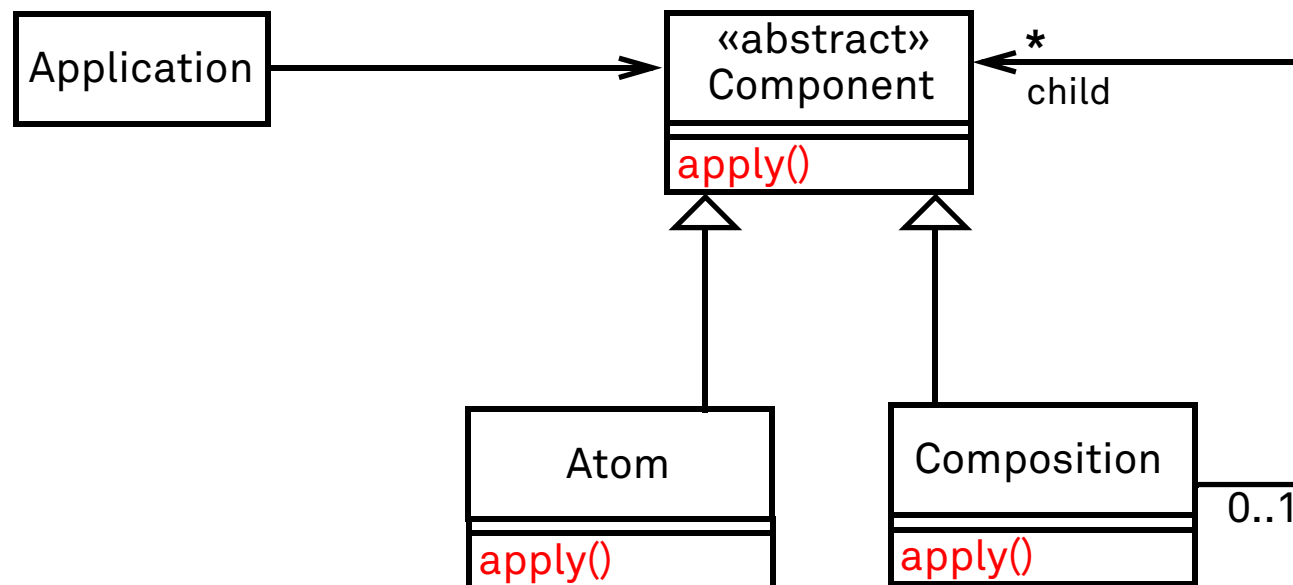 Application
«abstract»
Component
apply()
*
child
Atom
apply()
Composition
apply()
0..1